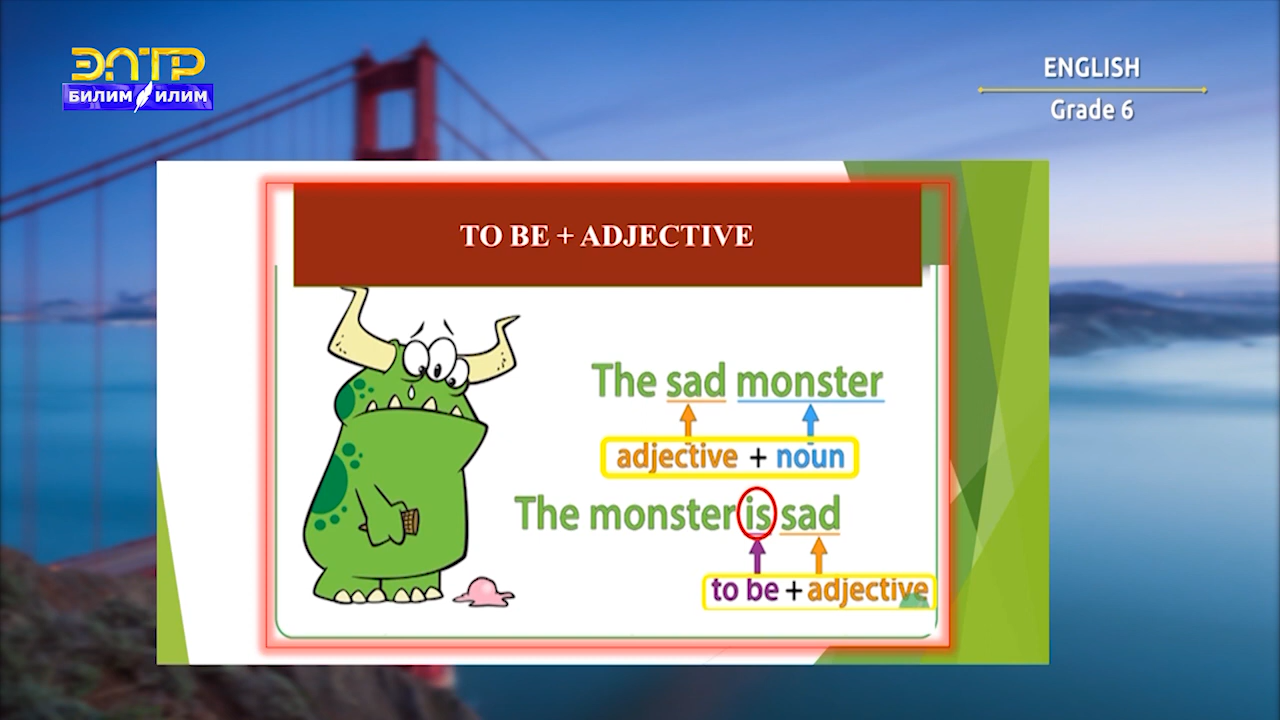 ЭЛТР
БИЛИМ ИЛИМ
ENGLISH
Grade 6
TO BE + ADJECTIVE
The sad monster
adjective + noun
The monster is sad
to be + adjective